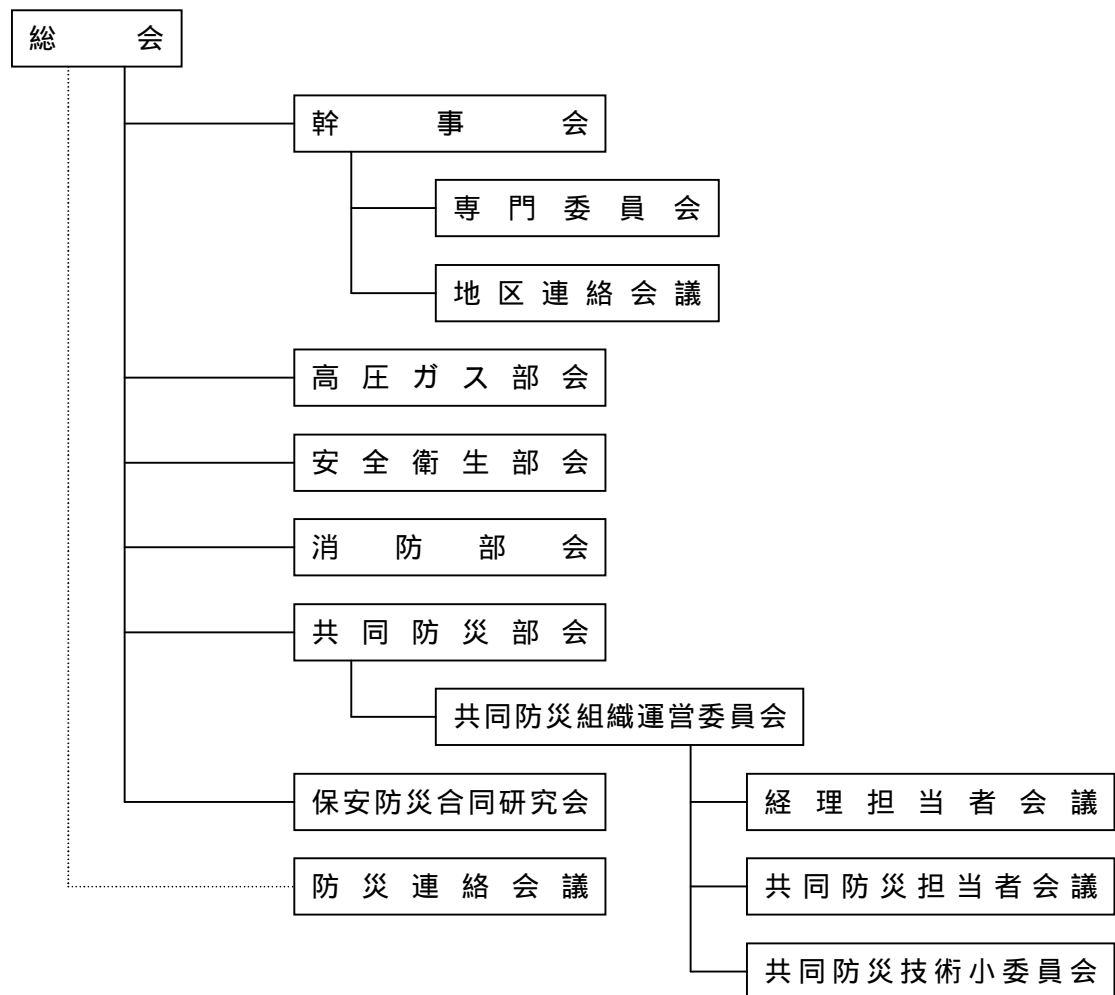 総会
幹事会
専門委員会
地区連絡会議
高圧ガス部会
安全衛生部会
消防部会
共同防災部会
共同防災組織運営委員会
保安防災合同研究会
経理担当者会議
防災連絡会議
共同防災担当者会議
共同防災技術小委員会